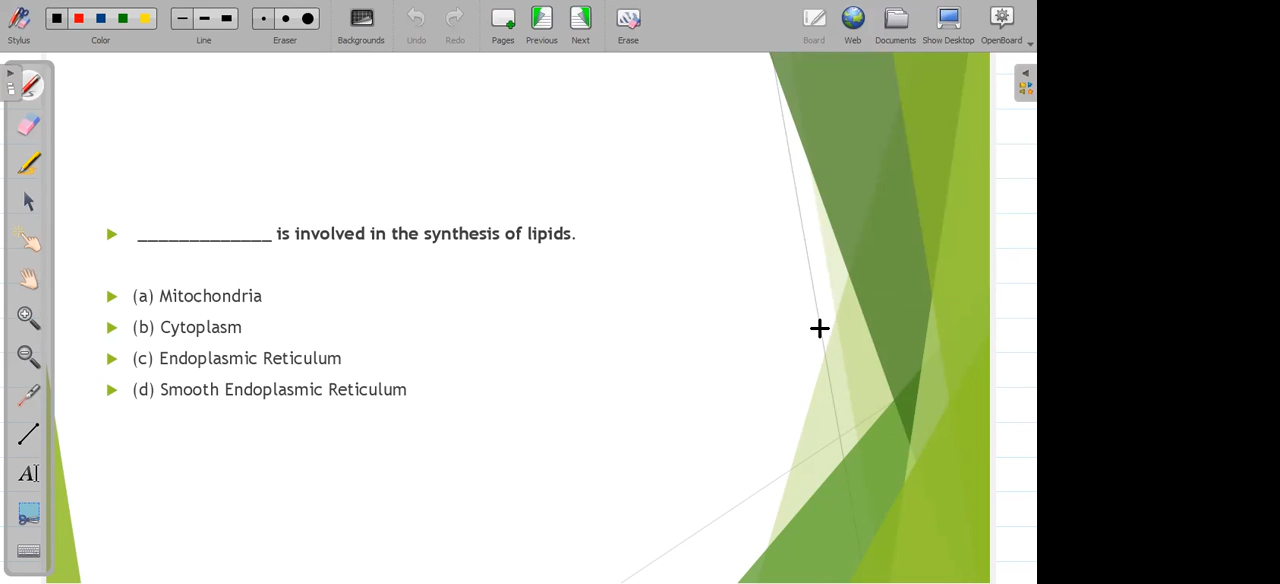 Stylus
Color
Line
Eraser
Backgrounds
Undo
Redo
Pages
Previous
Next
Erase
Board
Web
Documents
Show Desktop
OpenBoard
_____________ is involved in the synthesis of lipids.
(a) Mitochondria
(b) Cytoplasm
(c) Endoplasmic Reticulum
(d) Smooth Endoplasmic Reticulum